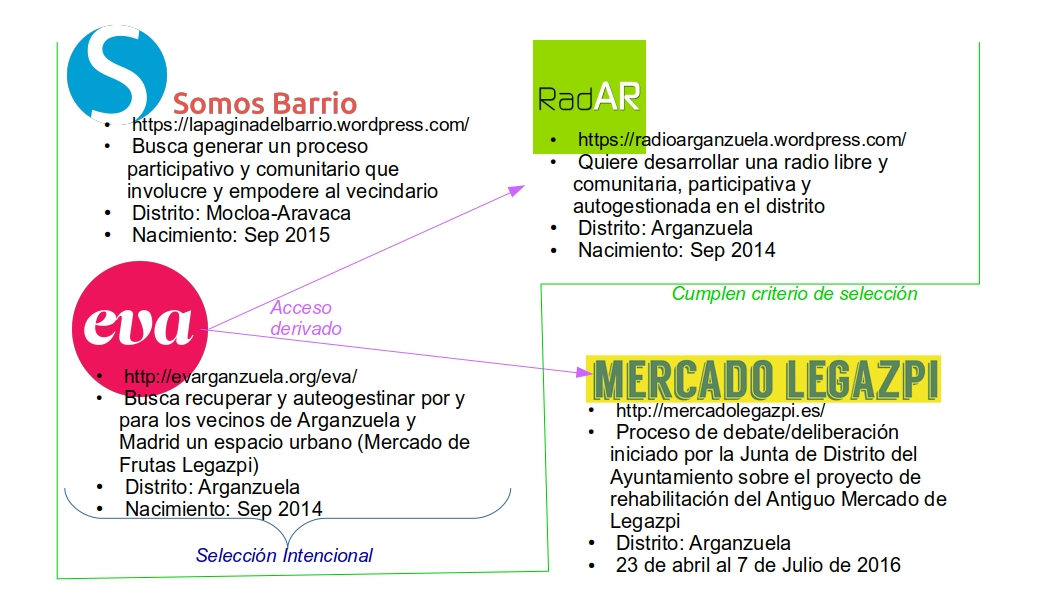 S
Somos Barrio
• https://lapaginadelbarrio.wordpress.com/
• Busca generar un proceso
participativo y comunitario que
involucre y empodere al vecindario
• Distrito: Mocloa-Aravaca
• Nacimiento: Sep 2015
RadAR
• https://radioarganzuela.wordpress.com/
• Quiere desarrollar una radio libre y
comunitaria, participativa y
autogestionada en el distrito
• Distrito: Arganzuela
• Nacimiento: Sep 2014
Cumplen criterio de selección
Acceso
derivado
eva
• http://evarganzuela.org/eva/
• Busca recuperar y auteogestinar por y
para los vecinos de Arganzuela y
Madrid un espacio urbano (Mercado de
Frutas Legazpi)
• Distrito: Arganzuela
• Nacimiento: Sep 2014
Selección Intencional
MERCADO LEGAZPI
• http://mercadolegazpi.es/
• Proceso de debate/deliberación
iniciado por la Junta de Distrito del
Ayuntamiento sobre el proyecto de
rehabilitación del Antiguo Mercado de
Legazpi
• Distrito: Arganzuela
• 23 de abril al 7 de Julio de 2016